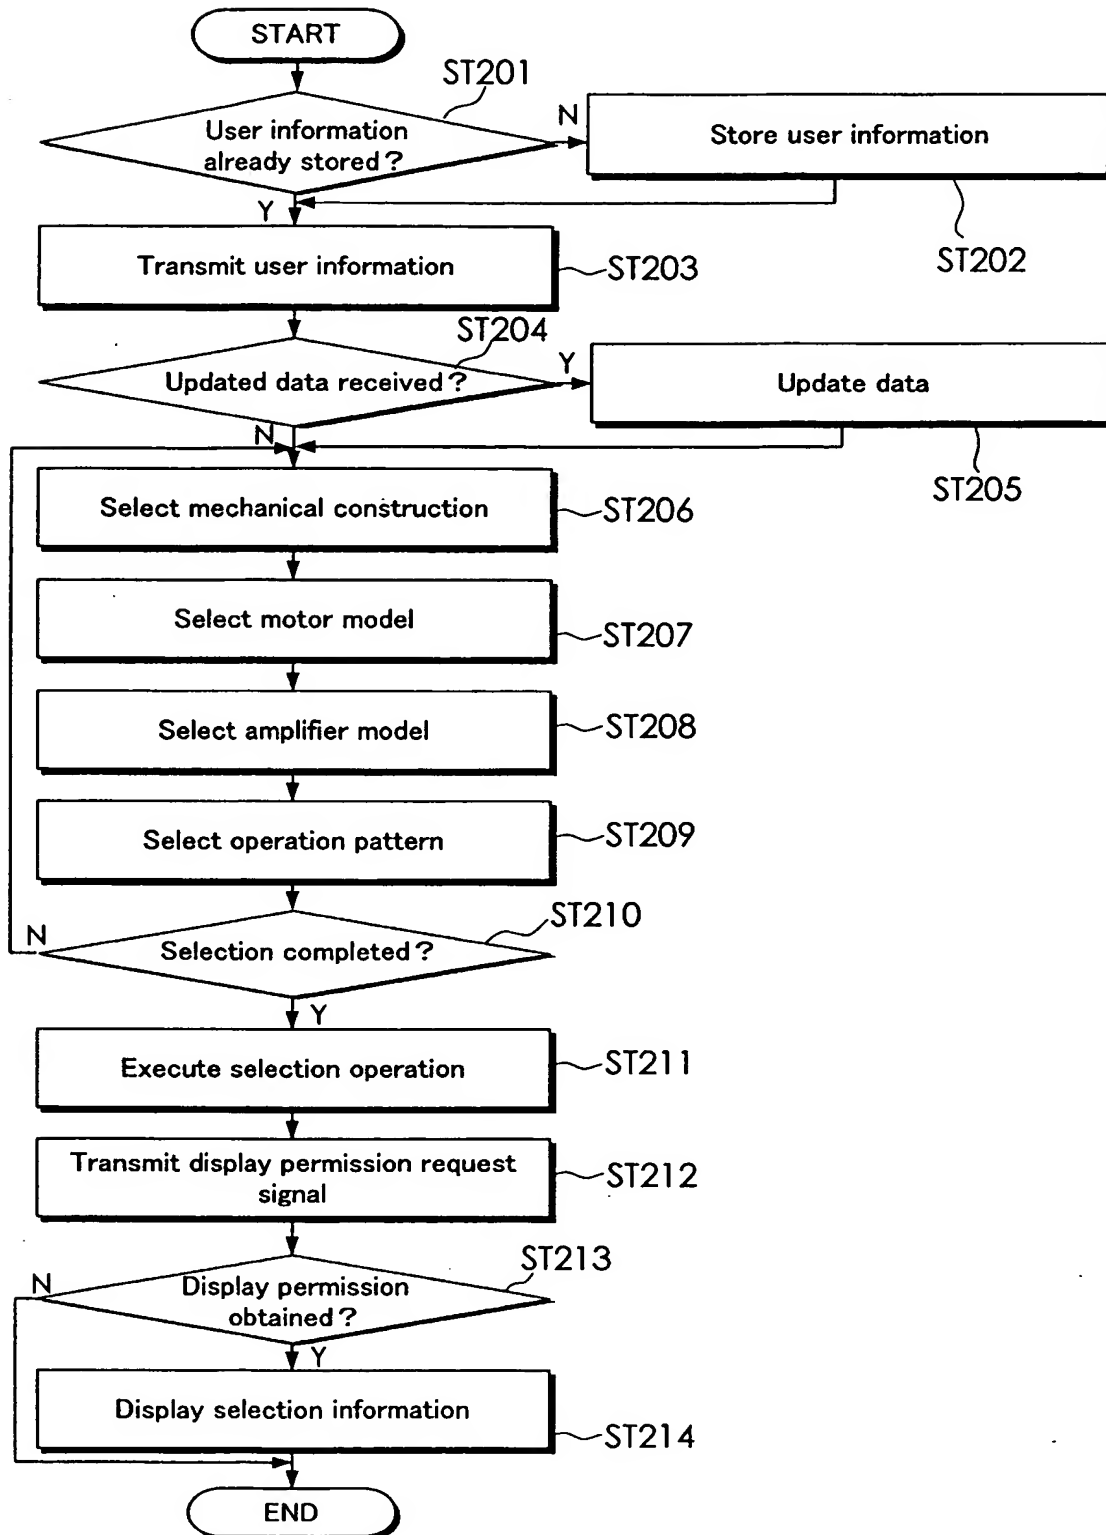 START
ST201
User information
already stored?
N
Store user information
Y
ST202
Transmit user information
ST203
ST204
Updated data received?
Y
Update data
N
ST205
Select mechanical construction
ST206
Select motor model
ST207
Select amplifier model
ST208
Select operation pattern
ST209
ST210
N
Selection completed?
Y
Execute selection operation
ST211
Transmit display permission request
signal
ST212
ST213
N
Display permission
obtained?
Y
Display selection information
ST214
END